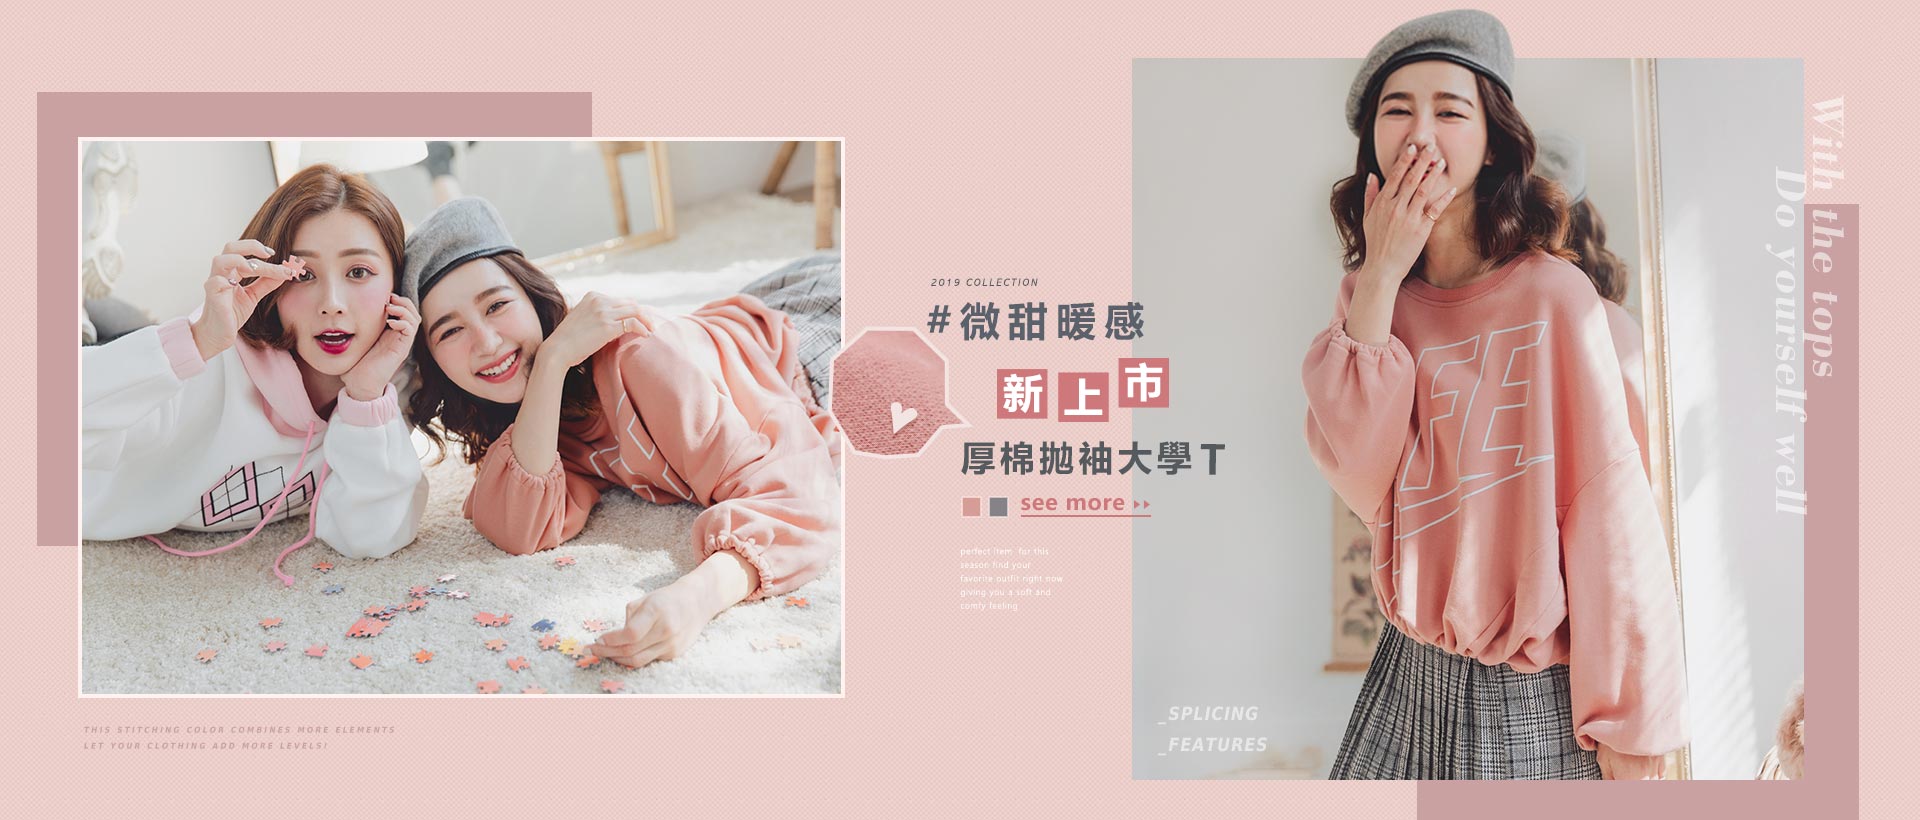 2019 COLLECTION
#微甜暖感
新上市
厚棉抛袖大學T
see more
perfect item for this
season find your
favorite outfit right now
giving you a soft and
comfy feeling
THIS STITCHING COLOR COMBINES MORE ELEMENTS
LET YOUR CLOTHING ADD MORE LEVELS!
FE
_SPLICING
_FEATURES
With the tops
Do yourself well